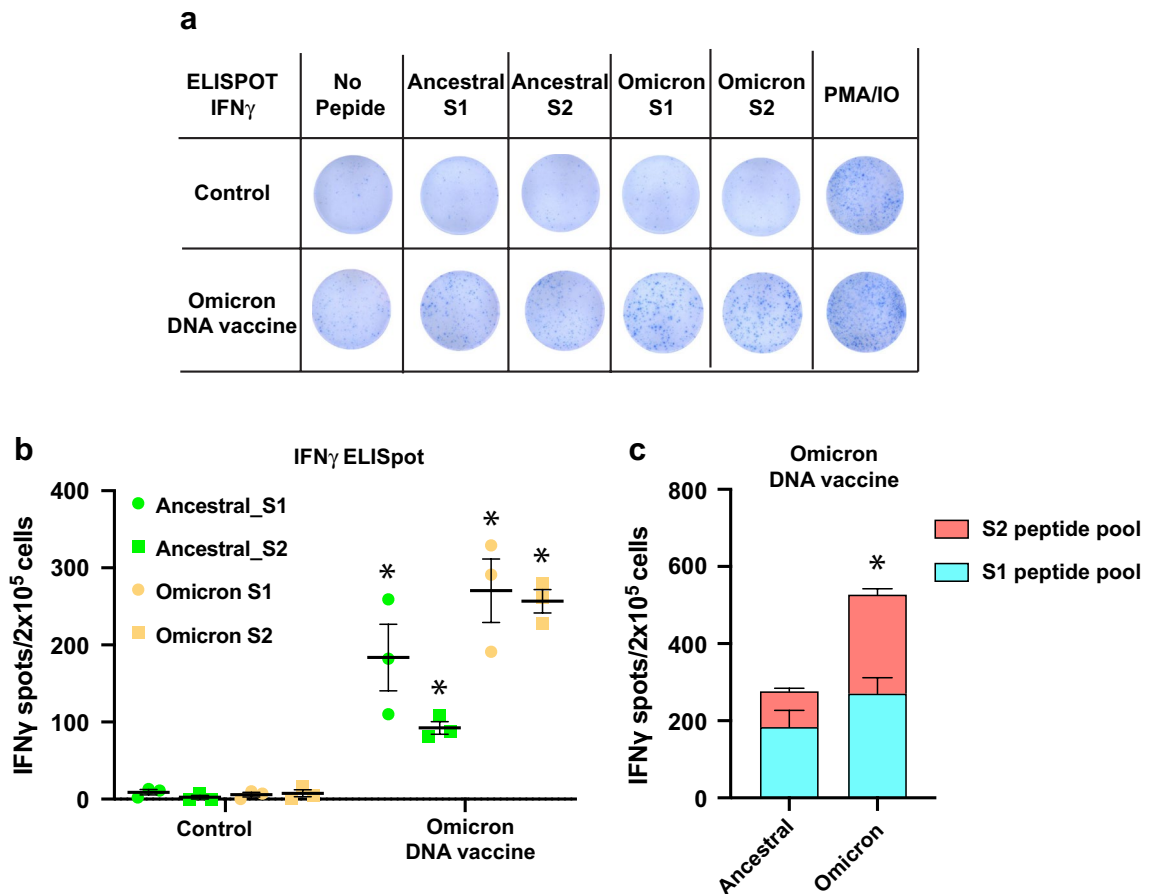 a
ELISPOT
IFNγ
No
Pepide
Ancestral
S1
Ancestral
S2
Omicron
S1
Omicron
S2
PMA/IO
Control
Omicron
DNA vaccine
b
IFNγ ELISpot
IFNγ spots/2x10⁵ cells
400
300
200
100
0
Ancestral_S1
Ancestral_S2
Omicron S1
Omicron S2
*
*
*
*
Control
Omicron
DNA vaccine
c
Omicron
DNA vaccine
IFNγ spots/2x10⁵ cells
800
600
400
200
0
*
Ancestral
Omicron
S2 peptide pool
S1 peptide pool